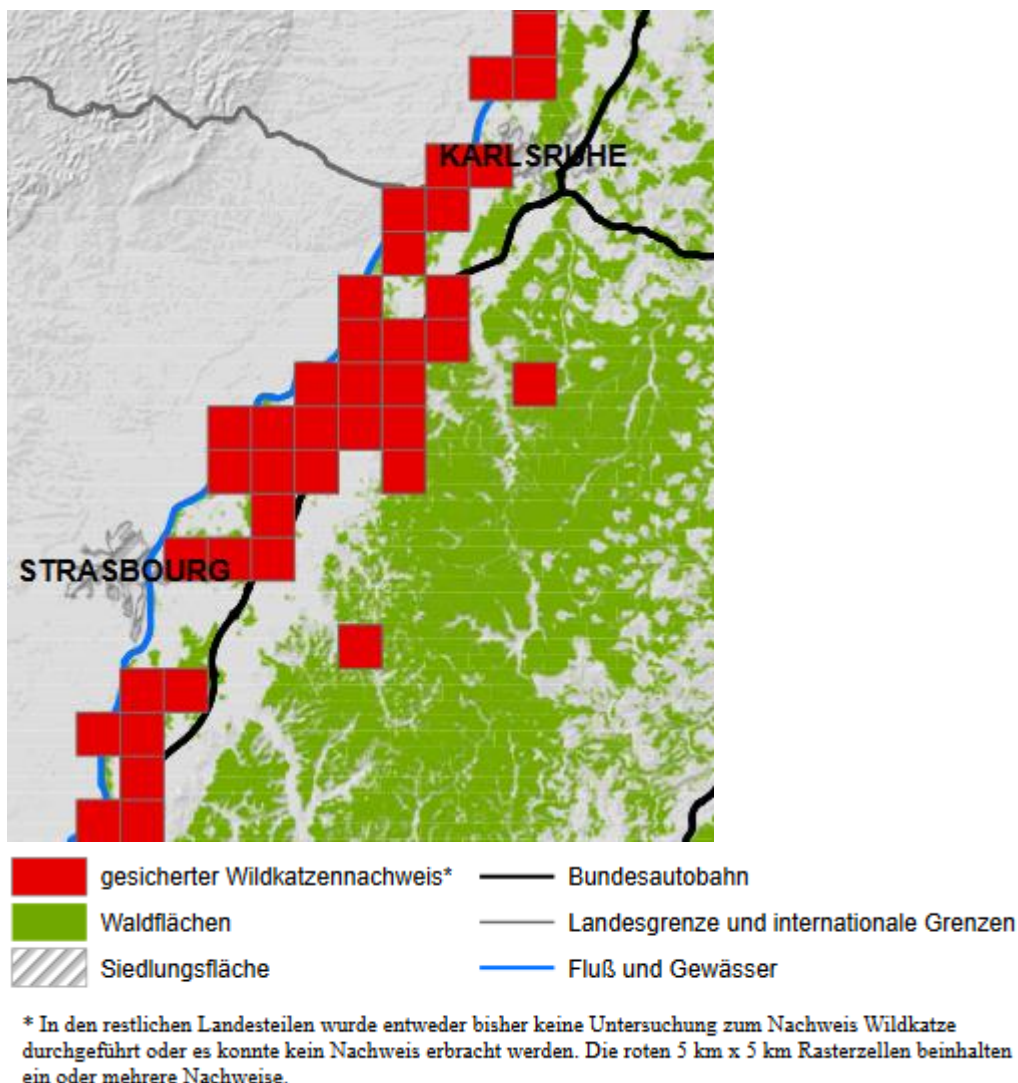 KARLSRUHE
STRASBOURG
gesicherter Wildkatzennachweis*
Bundesautobahn
Waldflächen
Landesgrenze und internationale Grenzen
Siedlungsfläche
Fluß und Gewässer
* In den restlichen Landesteilen wurde entweder bisher keine Untersuchung zum Nachweis Wildkatze
durchgeführt oder es konnte kein Nachweis erbracht werden. Die roten 5 km x 5 km Rasterzellen beinhalten
ein oder mehrere Nachweise.